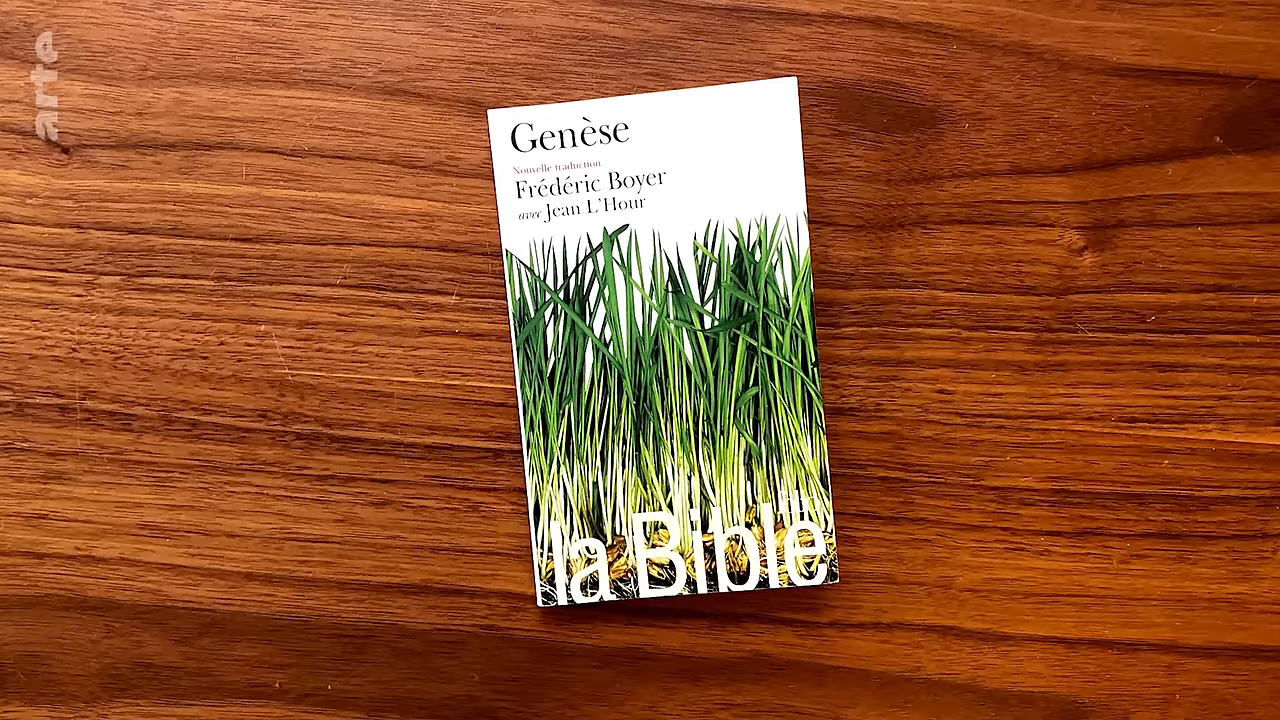 arte
Genèse
Nouvelle traduction
Frédéric Boyer
avec Jean L'Hour
la Bible